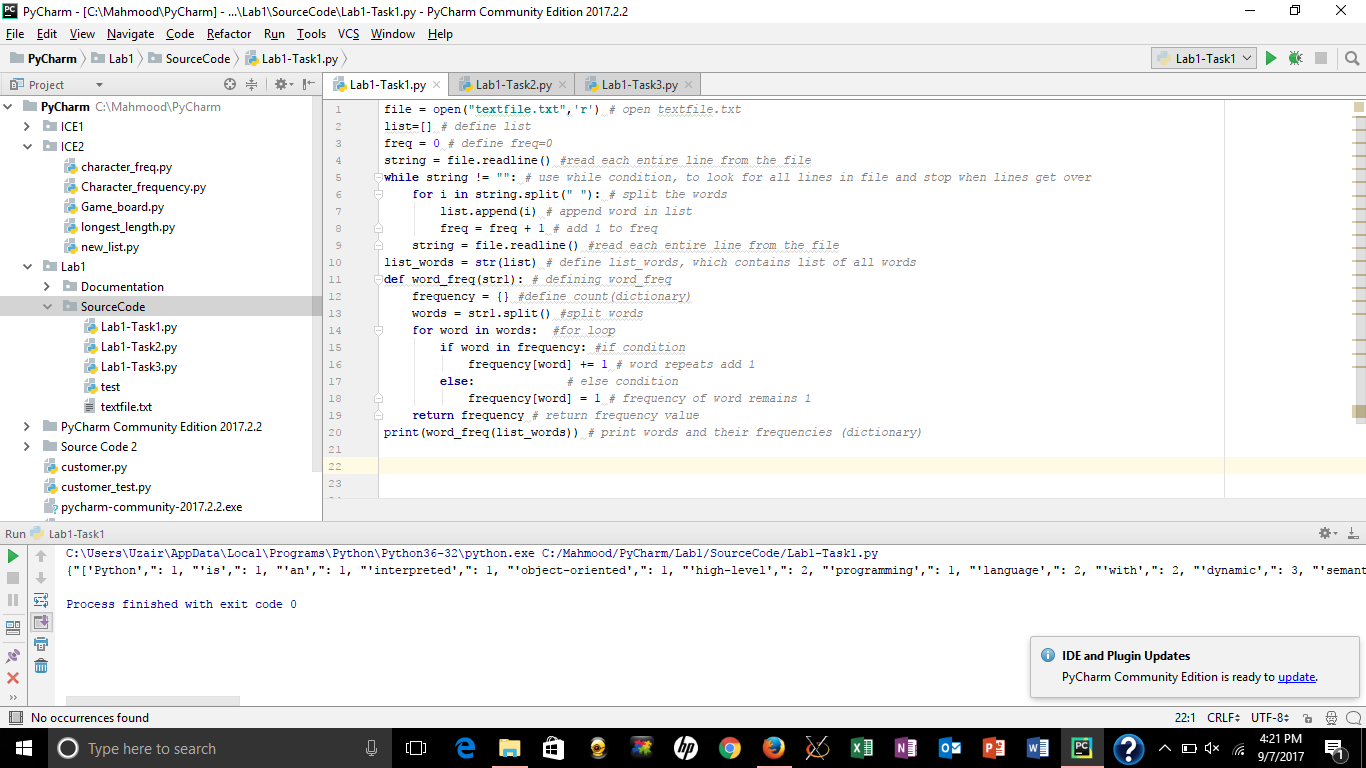 PyCharm - [C:\Mahmood\PyCharm] - ...\Lab1\SourceCode\Lab1-Task1.py - PyCharm Community Edition 2017.2.2
File Edit View Navigate Code Refactor Run Tools VCS Window Help
PyCharm Lab1 SourceCode Lab1-Task1.py Lab1-Task1
Project Lab1-Task1.py Lab1-Task2.py Lab1-Task3.py
PyCharm C:\Mahmood\PyCharm
ICE1
ICE2
character_freq.py
Character_frequency.py
Game_board.py
longest_length.py
new_list.py
Lab1
Documentation
SourceCode
Lab1-Task1.py
Lab1-Task2.py
Lab1-Task3.py
test
textfile.txt
PyCharm Community Edition 2017.2.2
Source Code 2
customer.py
customer_test.py
pycharm-community-2017.2.2.exe
1 file = open("textfile.txt",'r') # open textfile.txt
2 list=[] # define list
3 freq = 0 # define freq=0
4 string = file.readline() #read each entire line from the file
5 while string != "": # use while condition, to look for all lines in file and stop when lines get over
6 for i in string.split(" "): # split the words
7 list.append(i) # append word in list
8 freq = freq + 1 # add 1 to freq
9 string = file.readline() #read each entire line from the file
10 list_words = str(list) # define list_words, which contains list of all words
11 def word_freq(str1): # defining word_freq
12 frequency = {} #define count(dictionary)
13 words = str1.split() #split words
14 for word in words: #for loop
15 if word in frequency: #if condition
16 frequency[word] += 1 # word repeats add 1
17 else: # else condition
18 frequency[word] = 1 # frequency of word remains 1
19 return frequency # return frequency value
20 print(word_freq(list_words)) # print words and their frequencies (dictionary)
21
22
23
Run Lab1-Task1
C:\Users\Uzair\AppData\Local\Programs\Python\Python36-32\python.exe C:/Mahmood/PyCharm/Lab1/SourceCode/Lab1-Task1.py
{"['Python',": 1, "'is',": 1, "'an',": 1, "'interpreted',": 1, "'object-oriented',": 1, "'high-level',": 2, "'programming',": 1, "'language',": 2, "'with',": 2, "'dynamic',": 3, "'semant
Process finished with exit code 0
IDE and Plugin Updates
PyCharm Community Edition is ready to update.
No occurrences found 22:1 CRLF UTF-8
Type here to search
4:21 PM
9/7/2017
1